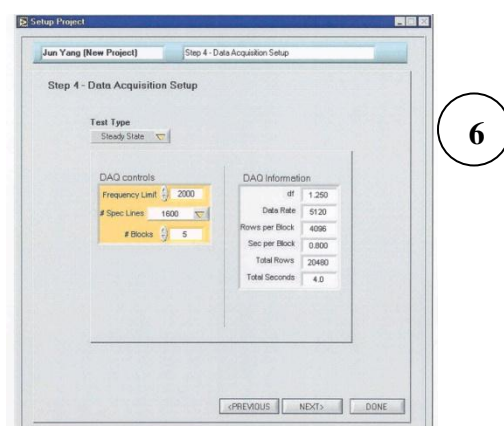 Setup Project
Jun Yang [New Project] Step 4 - Data Acquisition Setup
Step 4 - Data Acquisition Setup
6
Test Type
Steady State
DAQ controls
Frequency Limit 2000
# Spec Lines 1600
# Blocks 5
DAQ Information
df 1.250
Data Rate 5120
Rows per Block 4096
Sec per Block 0.800
Total Rows 20480
Total Seconds 4.0
<PREVIOUS NEXT> DONE